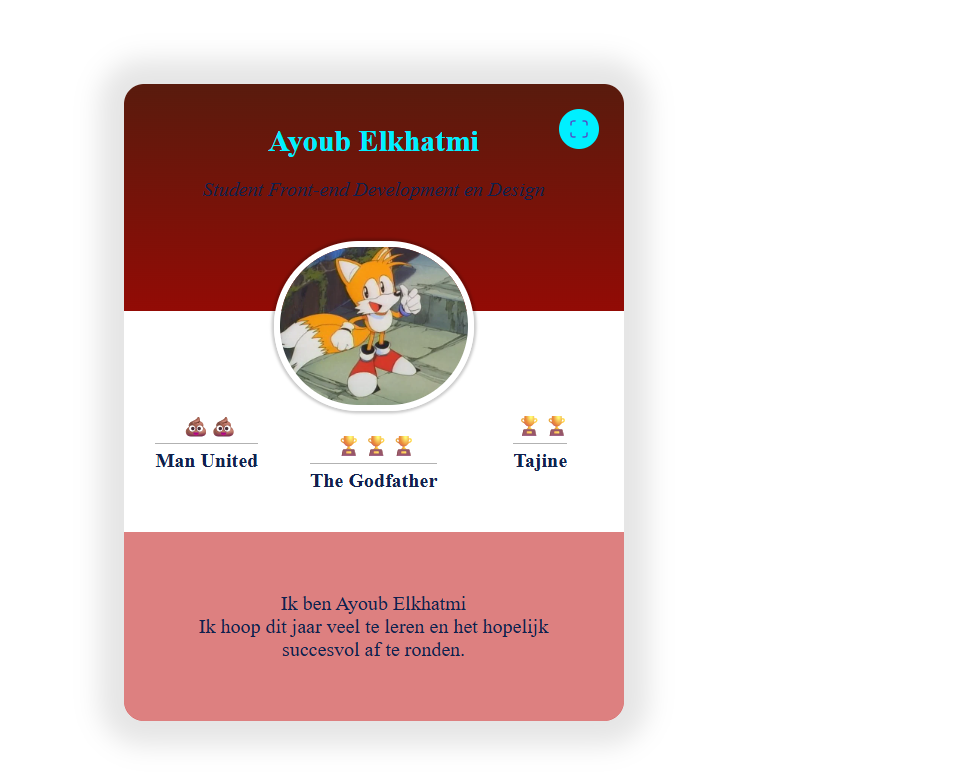 Ayoub Elkhatmi
Student Front-end Development en Design
💩 💩
Man United
🏆 🏆 🏆
The Godfather
🏆 🏆
Tajine
Ik ben Ayoub Elkhatmi
Ik hoop dit jaar veel te leren en het hopelijk
succesvol af te ronden.